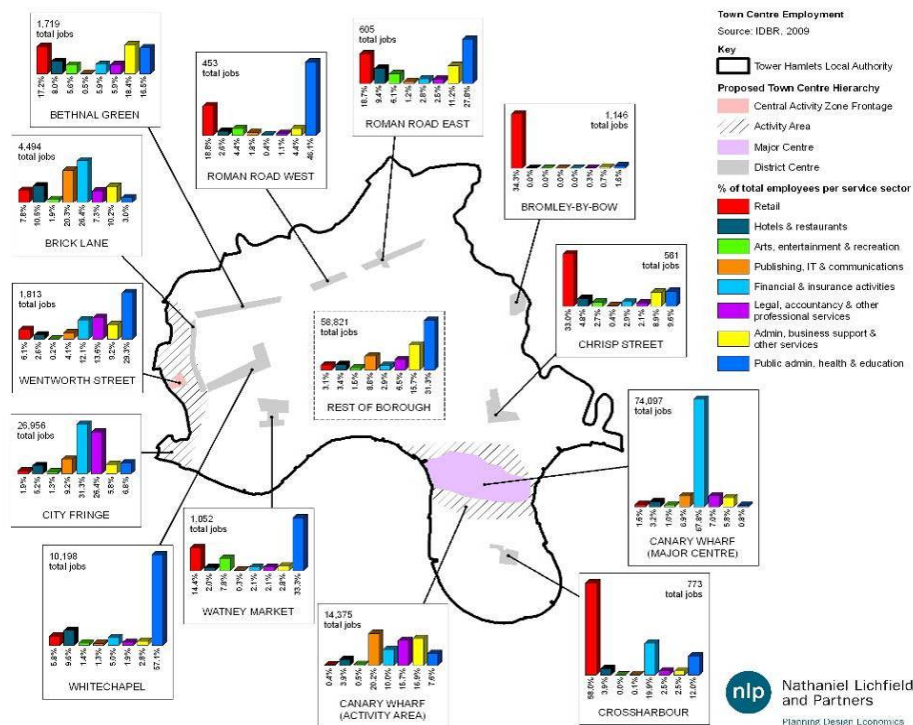 1,719
total jobs
17.2%
8.0%
5.6%
0.5%
5.9%
5.9%
18.4%
16.5%
BETHNAL GREEN
453
total jobs
18.8%
2.6%
4.4%
1.8%
0.4%
1.1%
4.4%
46.1%
ROMAN ROAD WEST
605
total jobs
18.7%
9.4%
6.1%
1.2%
2.8%
2.5%
11.2%
27.8%
ROMAN ROAD EAST
1,146
total jobs
34.3%
0.0%
0.0%
0.0%
0.0%
0.3%
0.7%
1.6%
BROMLEY-BY-BOW
4,494
total jobs
7.8%
10.6%
1.9%
20.3%
26.4%
7.3%
10.2%
3.0%
BRICK LANE
1,813
total jobs
6.1%
2.6%
0.2%
4.1%
12.1%
13.6%
9.2%
29.3%
WENTWORTH STREET
58,821
total jobs
3.1%
3.4%
1.5%
8.8%
2.9%
6.5%
15.7%
31.3%
REST OF BOROUGH
561
total jobs
33.0%
4.8%
2.7%
0.4%
2.9%
2.1%
8.9%
9.6%
CHRISP STREET
26,956
total jobs
1.9%
5.2%
1.3%
9.2%
31.3%
26.4%
5.8%
6.8%
CITY FRINGE
74,097
total jobs
1.6%
3.2%
1.0%
6.9%
67.8%
7.0%
5.8%
0.8%
CANARY WHARF
(MAJOR CENTRE)
10,198
total jobs
5.8%
9.6%
1.4%
1.3%
5.0%
1.9%
2.8%
57.1%
WHITECHAPEL
1,052
total jobs
14.4%
2.0%
7.8%
0.3%
2.1%
2.1%
2.8%
33.3%
WATNEY MARKET
14,375
total jobs
0.4%
3.9%
0.5%
20.2%
10.0%
15.7%
16.9%
7.6%
CANARY WHARF
(ACTIVITY AREA)
773
total jobs
58.0%
3.9%
0.0%
0.1%
19.9%
2.5%
2.5%
12.0%
CROSSHARBOUR
Town Centre Employment
Source: IDBR, 2009
Key
Tower Hamlets Local Authority
Proposed Town Centre Hierarchy
Central Activity Zone Frontage
Activity Area
Major Centre
District Centre
% of total employees per service sector
Retail
Hotels & restaurants
Arts, entertainment & recreation
Publishing, IT & communications
Financial & insurance activities
Legal, accountancy & other
professional services
Admin, business support &
other services
Public admin, health & education
nlp
Nathaniel Lichfield
and Partners
Planning Design Economics